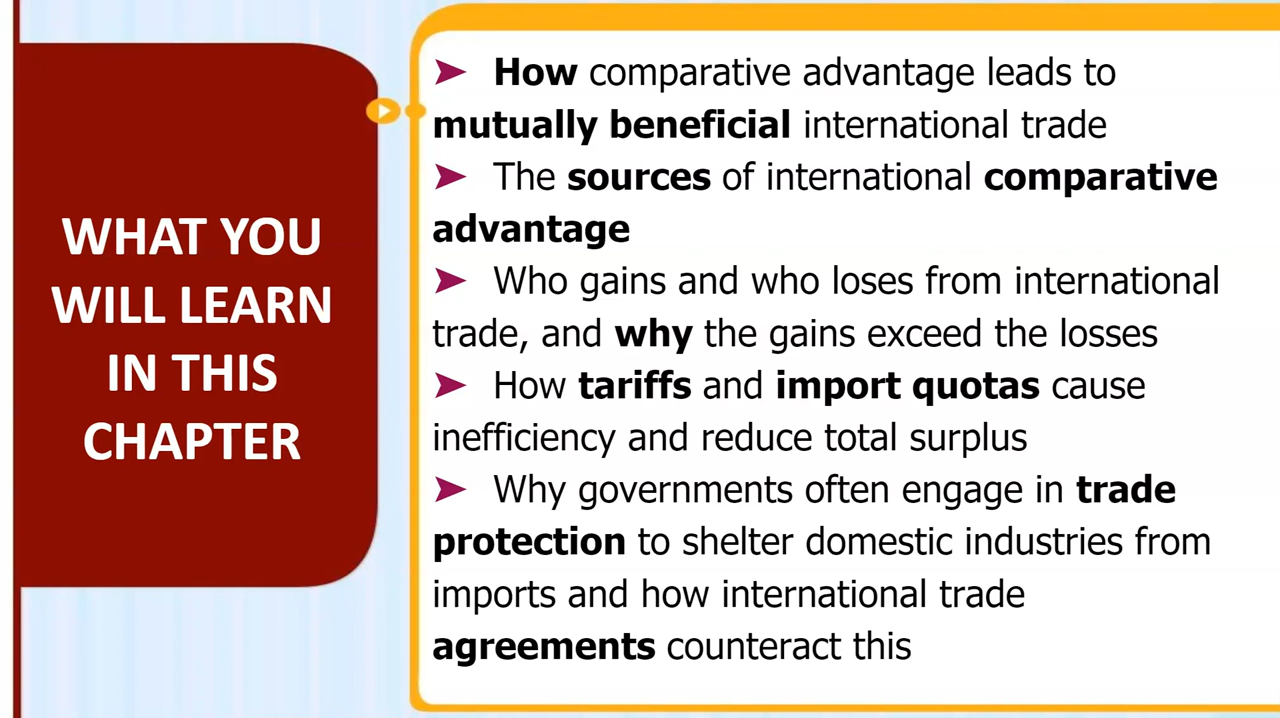 WHAT YOU
WILL LEARN
IN THIS
CHAPTER
➤ How comparative advantage leads to
mutually beneficial international trade
➤ The sources of international comparative
advantage
➤ Who gains and who loses from international
trade, and why the gains exceed the losses
➤ How tariffs and import quotas cause
inefficiency and reduce total surplus
➤ Why governments often engage in trade
protection to shelter domestic industries from
imports and how international trade
agreements counteract this